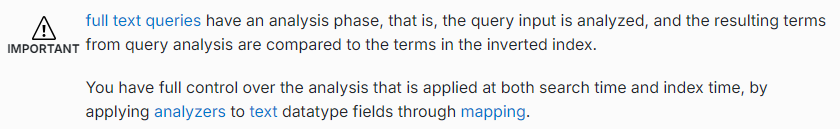 full text queries have an analysis phase, that is, the query input is analyzed, and the resulting terms
IMPORTANT from query analysis are compared to the terms in the inverted index.
You have full control over the analysis that is applied at both search time and index time, by
applying analyzers to text datatype fields through mapping.